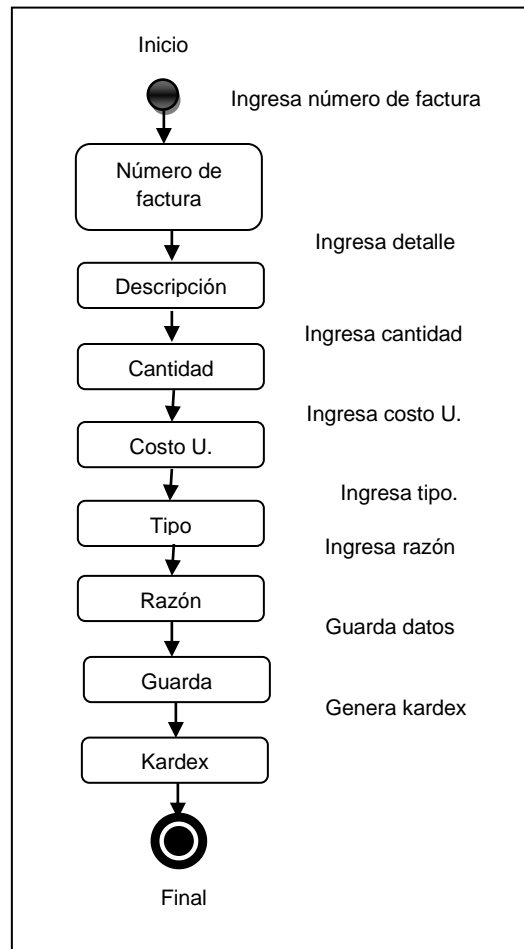 Inicio
Ingresa número de factura
Número de
factura
Ingresa detalle
Descripción
Ingresa cantidad
Cantidad
Ingresa costo U.
Costo U.
Ingresa tipo.
Tipo
Ingresa razón
Razón
Guarda datos
Guarda
Genera kardex
Kardex
Final